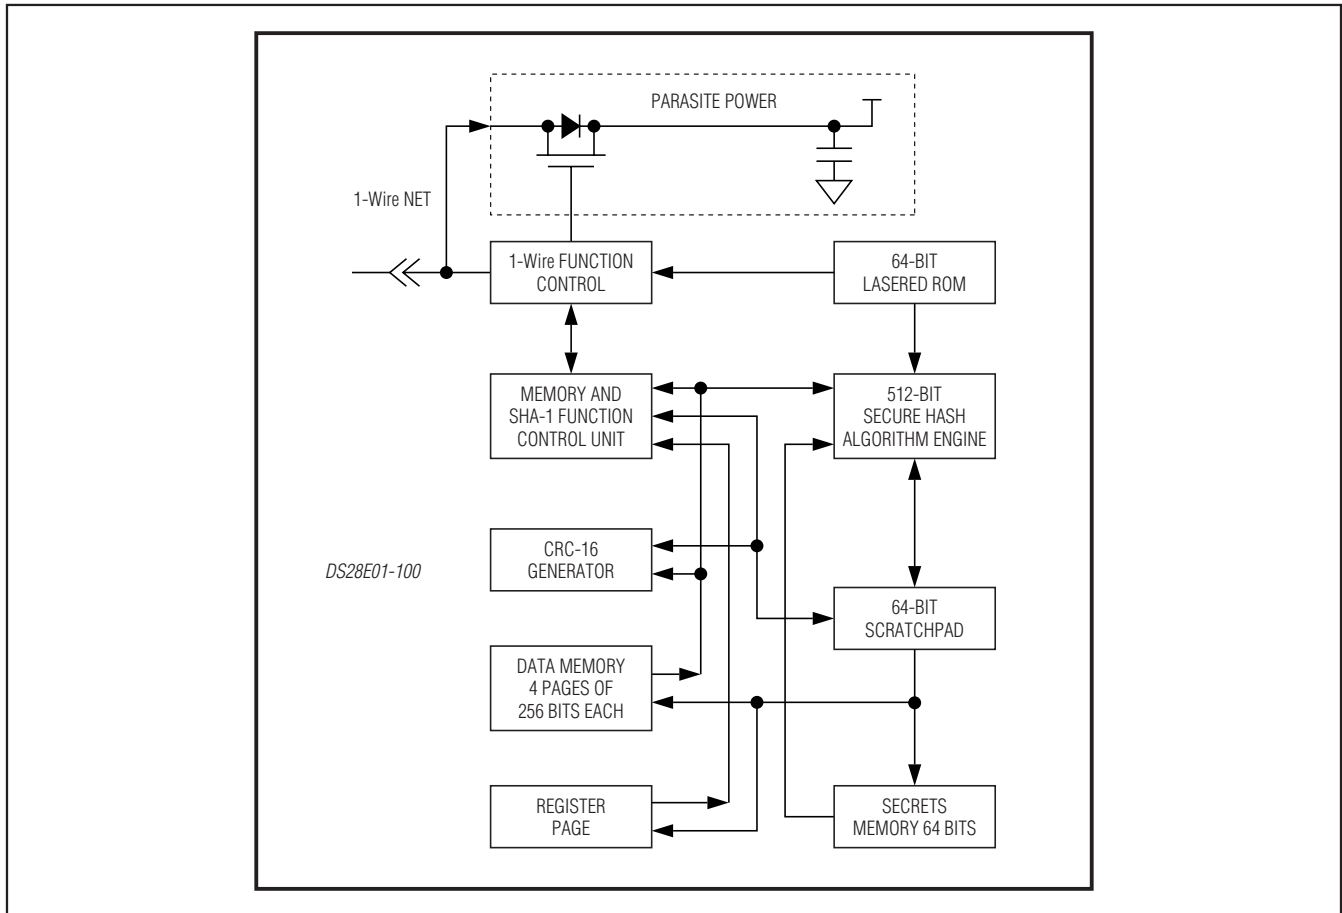 PARASITE POWER
1-Wire NET
1-Wire FUNCTION
CONTROL
64-BIT
LASERED ROM
MEMORY AND
SHA-1 FUNCTION
CONTROL UNIT
512-BIT
SECURE HASH
ALGORITHM ENGINE
CRC-16
GENERATOR
DS28E01-100
64-BIT
SCRATCHPAD
DATA MEMORY
4 PAGES OF
256 BITS EACH
REGISTER
PAGE
SECRETS
MEMORY 64 BITS